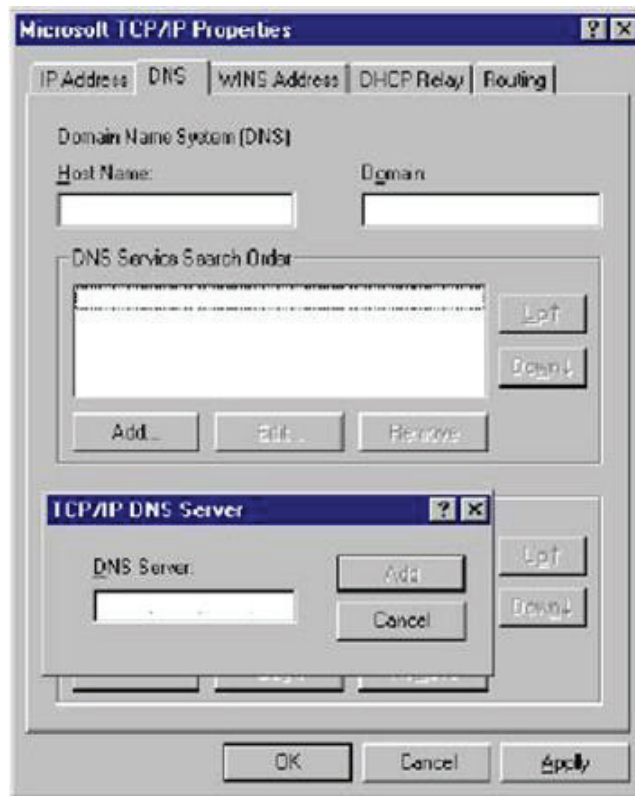 Microsoft TCP/IP Properties
IP Address DNS WINS Address DHCP Relay Routing
Domain Name System (DNS)
Host Name: Domain:
DNS Service Search Order
Up↑
Down↓
Add... Edit... Remove
TCP/IP DNS Server
DNS Server:
Add
Cancel
Up↑
Down↓
OK Cancel Apply